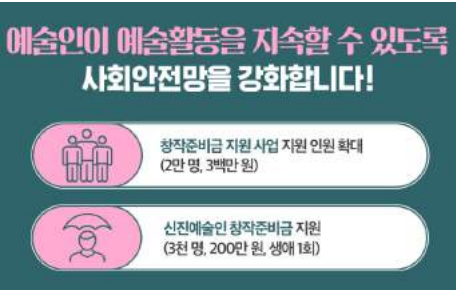 예술인이 예술활동을 지속할 수 있도록
사회안전망을 강화합니다!
창작준비금 지원 사업 지원 인원 확대
(2만 명, 3백만 원)
신진예술인 창작준비금 지원
(3천 명, 200만 원, 생애 1회)